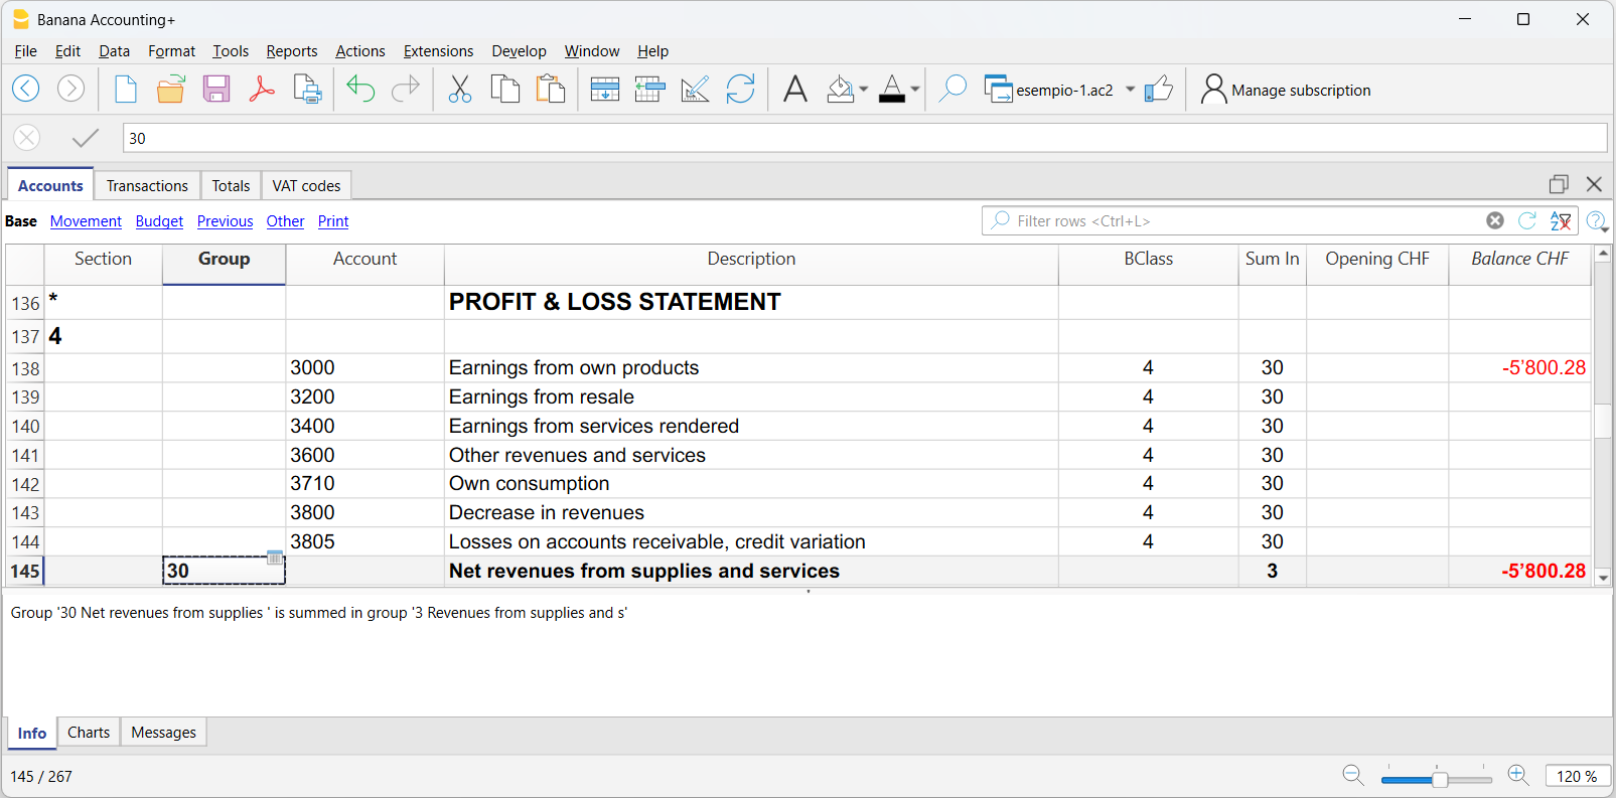 Banana Accounting+
File Edit Data Format Tools Reports Actions Extensions Develop Window Help
esempio-1.ac2 Manage subscription
30
Accounts Transactions Totals VAT codes
Base Movement Budget Previous Other Print Filter rows <Ctrl+L>
Section Group Account Description BClass Sum In Opening CHF Balance CHF
136 * PROFIT & LOSS STATEMENT
137 4
138 3000 Earnings from own products 4 30 -5’800.28
139 3200 Earnings from resale 4 30
140 3400 Earnings from services rendered 4 30
141 3600 Other revenues and services 4 30
142 3710 Own consumption 4 30
143 3800 Decrease in revenues 4 30
144 3805 Losses on accounts receivable, credit variation 4 30
145 30 Net revenues from supplies and services 3 -5’800.28
Group '30 Net revenues from supplies ' is summed in group '3 Revenues from supplies and s'
Info Charts Messages
145 / 267 120 %